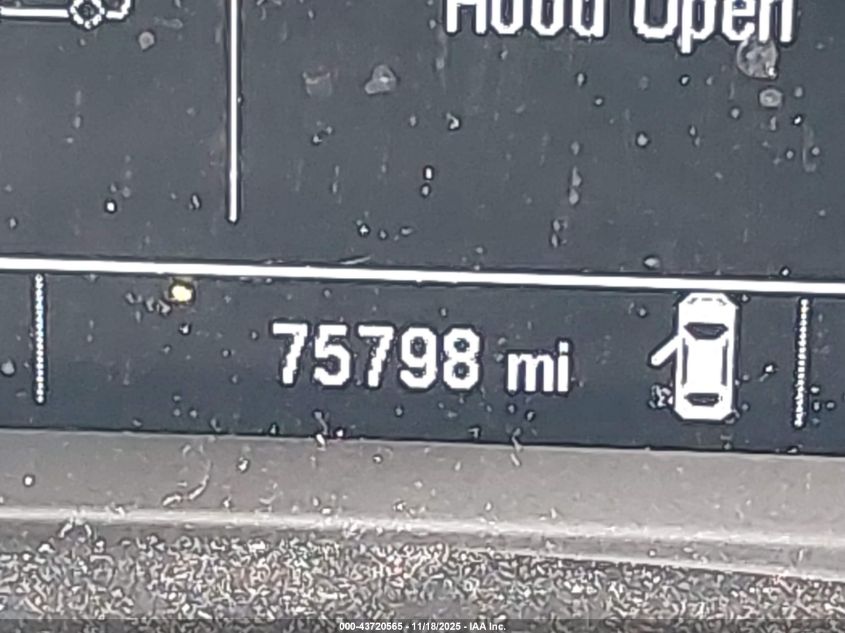 Hood Open
75798 mi
000-43720565 - 11/18/2025 - IAA Inc.